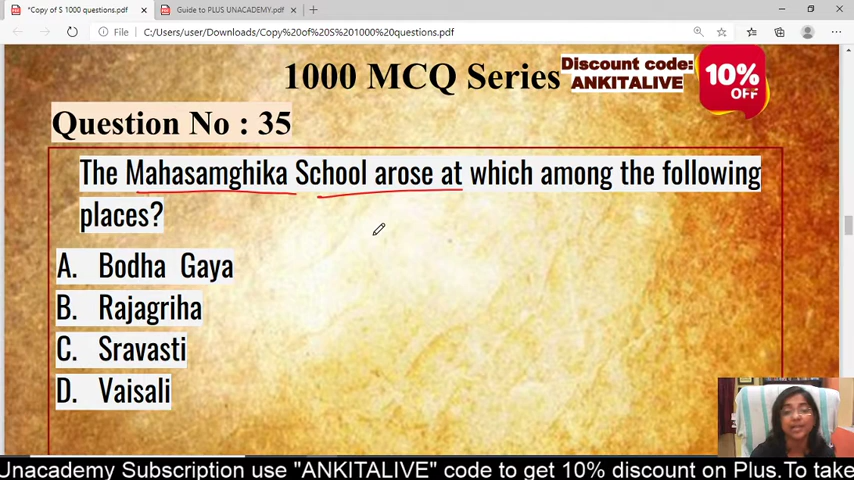 *Copy of S 1000 questions.pdf
Guide to PLUS UNACADEMY.pdf
File
C:/Users/user/Downloads/Copy%20of%20S%201000%20questions.pdf
1000 MCQ Series
Discount code:
ANKITALIVE
10%
OFF
Question No : 35
The Mahasamghika School arose at which among the following
places?
A. Bodha Gaya
B. Rajagriha
C. Sravasti
D. Vaisali
Unacademy Subscription use "ANKITALIVE" code to get 10% discount on Plus.To take